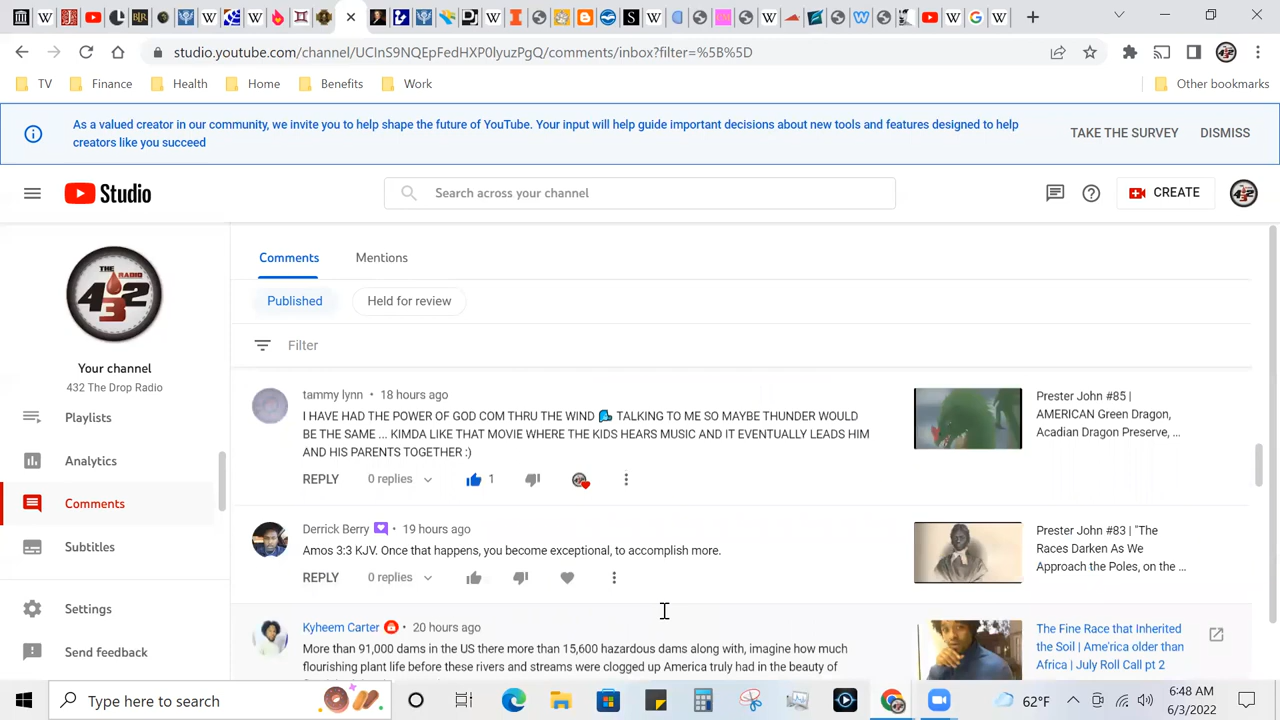 studio.youtube.com/channel/UCInS9NQEpFedHXP0lyuzPgQ/comments/inbox?filter=%5B%5D
TV Finance Health Home Benefits Work Other bookmarks
As a valued creator in our community, we invite you to help shape the future of YouTube. Your input will help guide important decisions about new tools and features designed to help
creators like you succeed
TAKE THE SURVEY DISMISS
Studio
Search across your channel
CREATE
THE RADIO
432
Your channel
432 The Drop Radio
Playlists
Analytics
Comments
Subtitles
Settings
Send feedback
Comments Mentions
Published Held for review
Filter
tammy lynn • 18 hours ago
I HAVE HAD THE POWER OF GOD COM THRU THE WIND TALKING TO ME SO MAYBE THUNDER WOULD
BE THE SAME ... KIMDA LIKE THAT MOVIE WHERE THE KIDS HEARS MUSIC AND IT EVENTUALLY LEADS HIM
AND HIS PARENTS TOGETHER :)
REPLY 0 replies 1
Prester John #85 |
AMERICAN Green Dragon,
Acadian Dragon Preserve, ...
Derrick Berry • 19 hours ago
Amos 3:3 KJV. Once that happens, you become exceptional, to accomplish more.
REPLY 0 replies
Prester John #83 | "The
Races Darken As We
Approach the Poles, on the ...
Kyheem Carter • 20 hours ago
More than 91,000 dams in the US there more than 15,600 hazardous dams along with, imagine how much
flourishing plant life before these rivers and streams were clogged up America truly had in the beauty of
The Fine Race that Inherited
the Soil | Ame'rica older than
Africa | July Roll Call pt 2
Type here to search
62°F
6:48 AM
6/3/2022